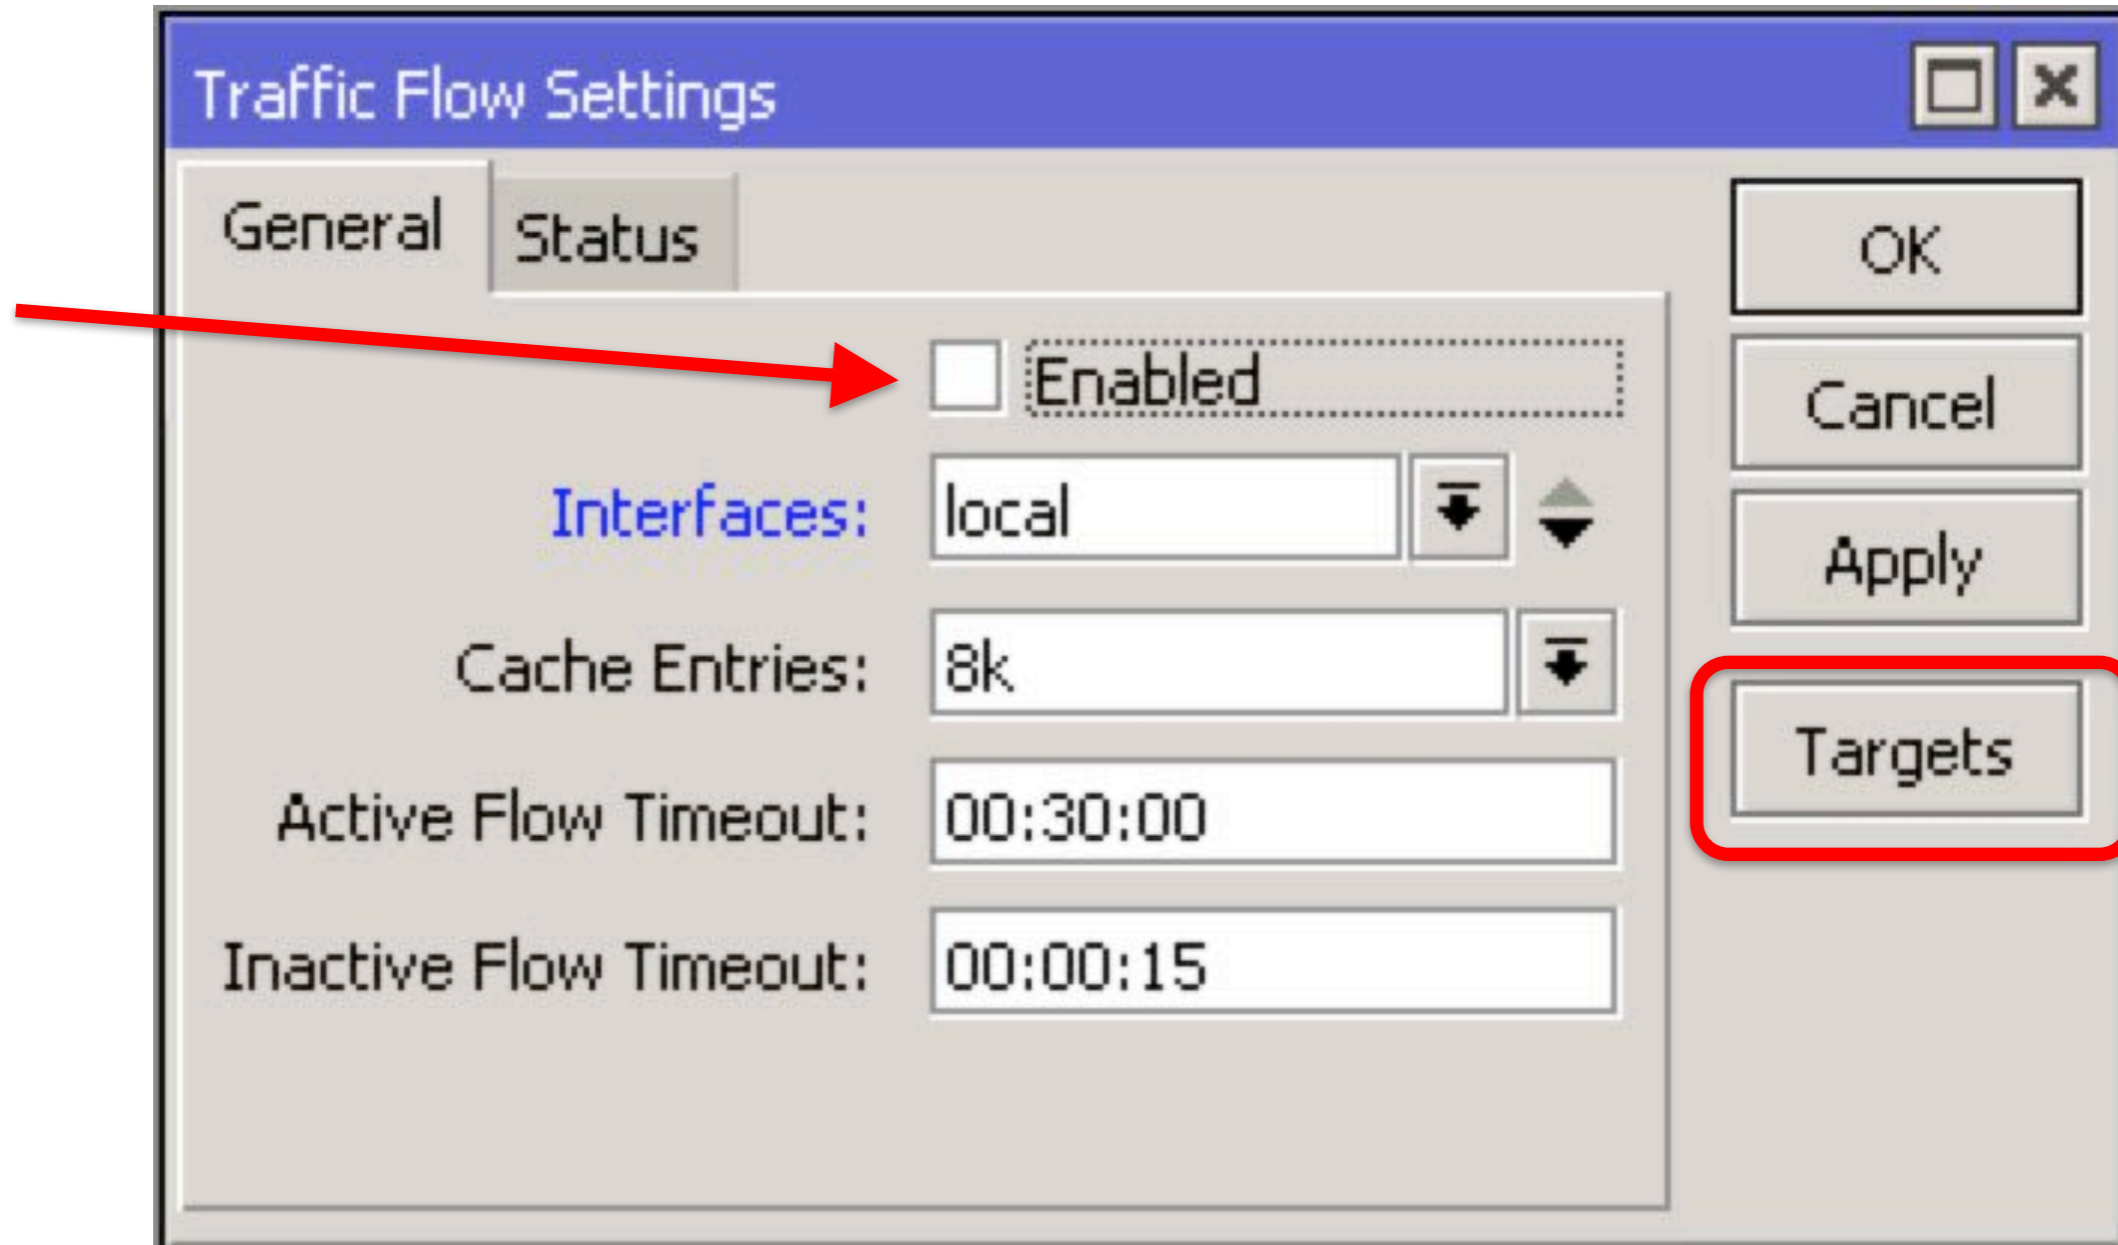 Traffic Flow Settings
General Status
OK
Enabled
Cancel
Interfaces: local
Apply
Cache Entries: 8k
Targets
Active Flow Timeout: 00:30:00
Inactive Flow Timeout: 00:00:15